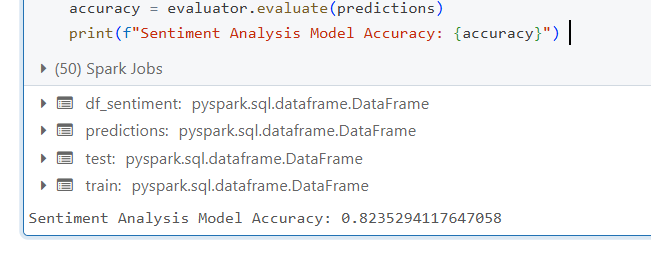 accuracy = evaluator.evaluate(predictions)
print(f"Sentiment Analysis Model Accuracy: {accuracy}")
(50) Spark Jobs
df_sentiment: pyspark.sql.dataframe.DataFrame
predictions: pyspark.sql.dataframe.DataFrame
test: pyspark.sql.dataframe.DataFrame
train: pyspark.sql.dataframe.DataFrame
Sentiment Analysis Model Accuracy: 0.8235294117647058